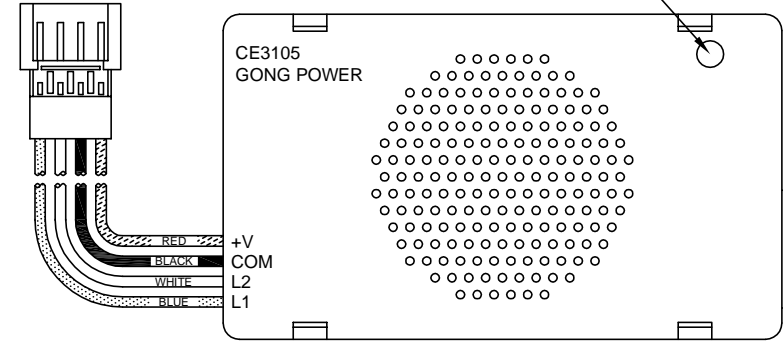 CE3105
GONG POWER
RED +V
BLACK COM
WHITE L2
BLUE L1